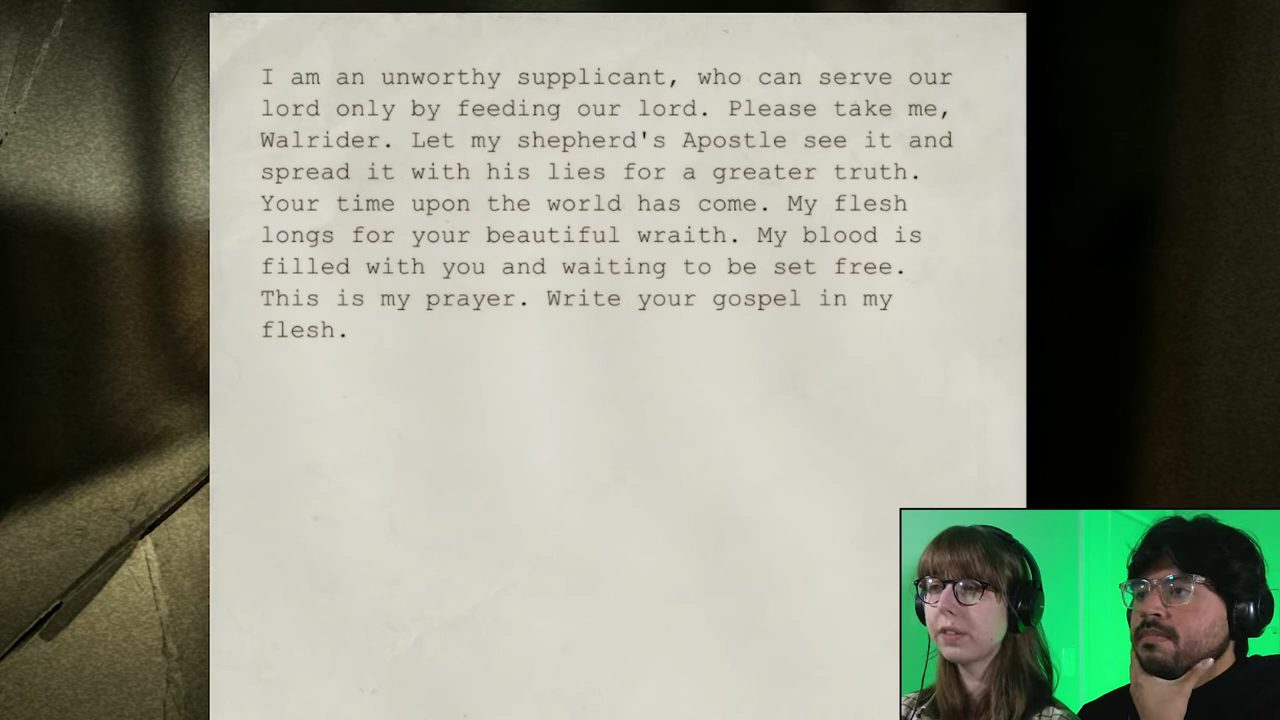 I am an unworthy supplicant, who can serve our
lord only by feeding our lord. Please take me,
Walrider. Let my shepherd's Apostle see it and
spread it with his lies for a greater truth.
Your time upon the world has come. My flesh
longs for your beautiful wraith. My blood is
filled with you and waiting to be set free.
This is my prayer. Write your gospel in my
flesh.